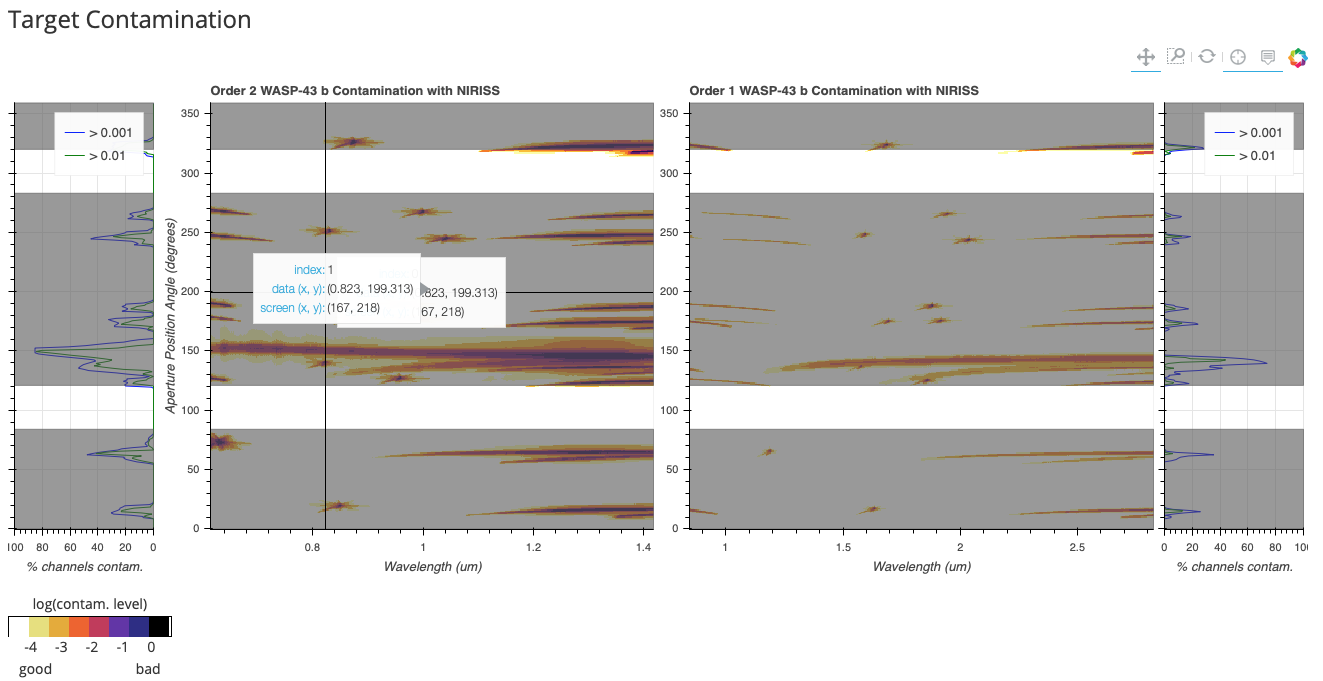 Target Contamination
Order 2 WASP-43 b Contamination with NIRISS
Order 1 WASP-43 b Contamination with NIRISS
> 0.001
> 0.01
> 0.001
> 0.01
Aperture Position Angle (degrees)
350
300
250
200
150
100
50
0
350
300
250
200
150
100
50
0
index: 1
data (x, y): (0.823, 199.313)
screen (x, y): (167, 218)
.823, 199.313)
67, 218)
100 80 60 40 20 0
0.8 1 1.2 1.4
1 1.5 2 2.5
0 20 40 60 80 10
% channels contam.
Wavelength (um)
Wavelength (um)
% channels contam.
log(contam. level)
-4 -3 -2 -1 0
good bad